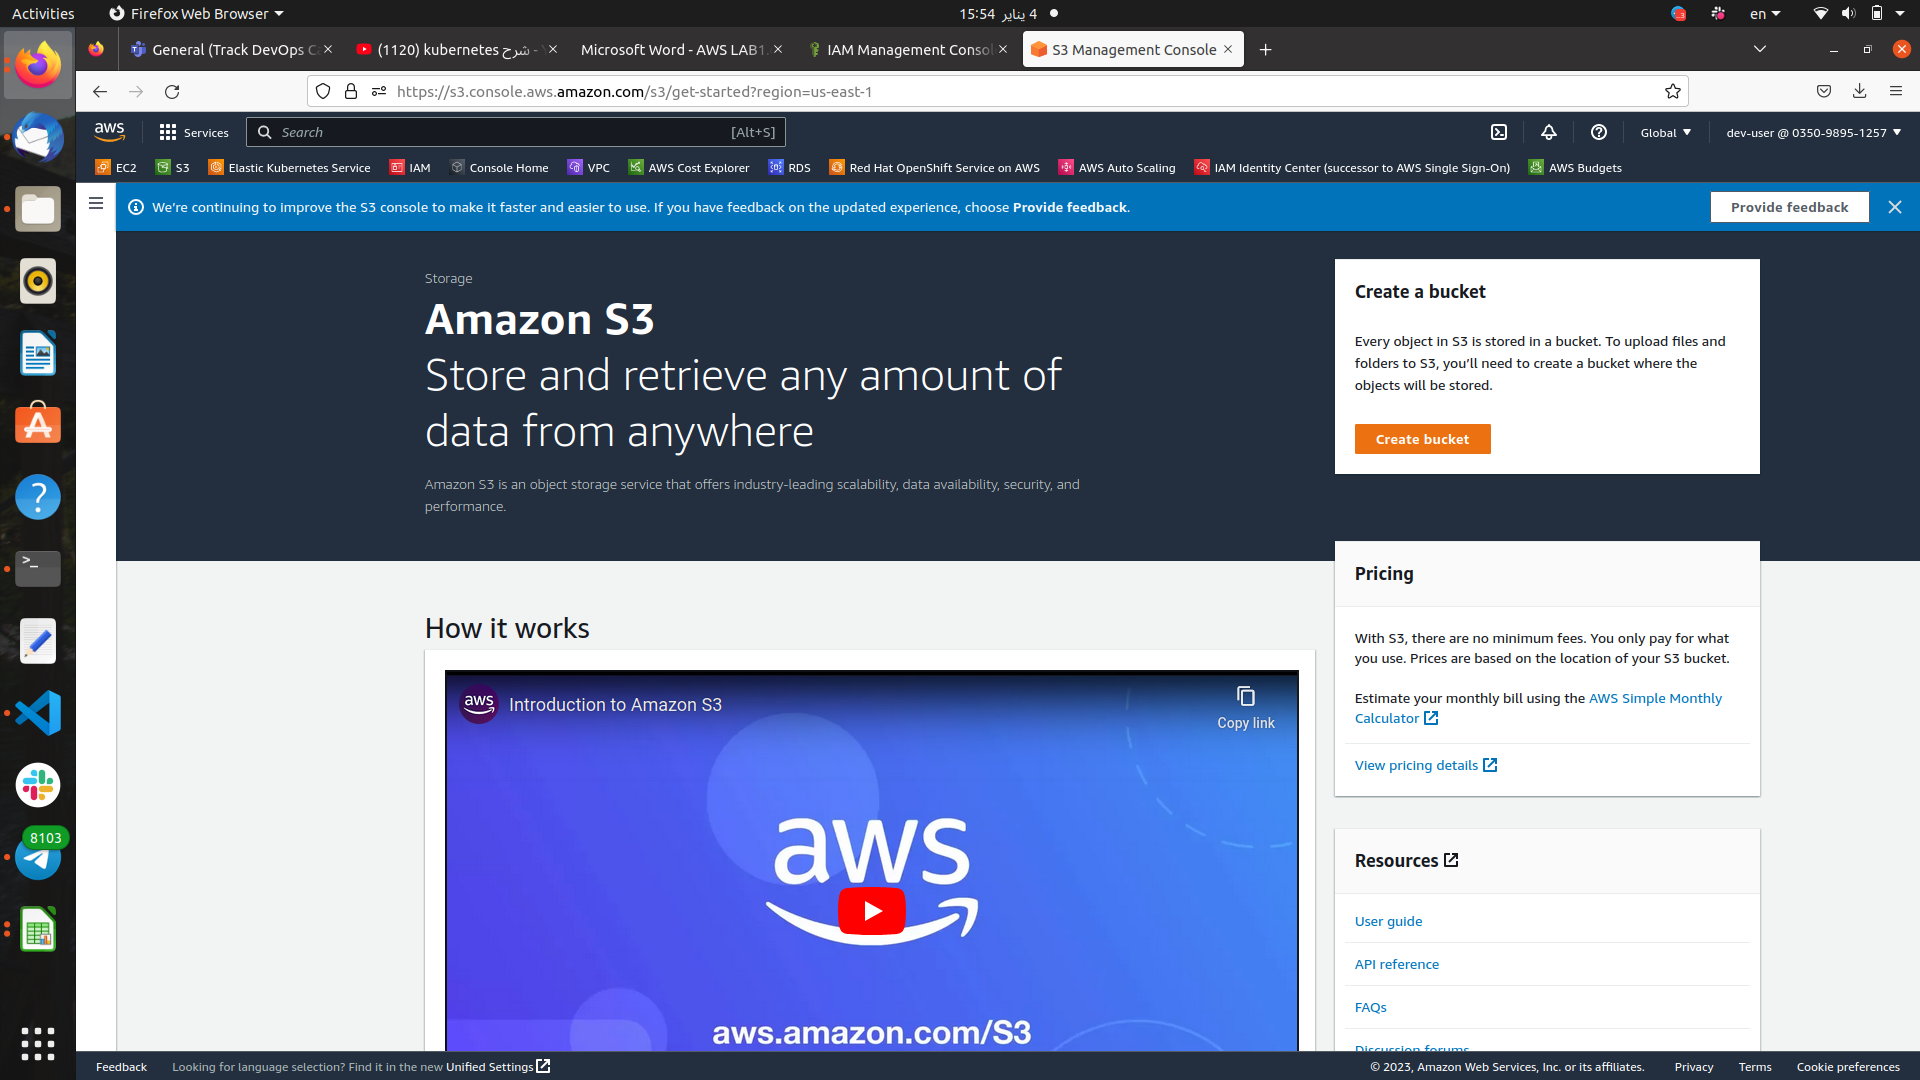 Activities
Firefox Web Browser
15:54 4 يناير
en
General (Track DevOps C
(1120) kubernetes شرح - Y
Microsoft Word - AWS LAB1.
IAM Management Consol
S3 Management Console
https://s3.console.aws.amazon.com/s3/get-started?region=us-east-1
aws
Services
Search
[Alt+S]
Global
dev-user @ 0350-9895-1257
EC2
S3
Elastic Kubernetes Service
IAM
Console Home
VPC
AWS Cost Explorer
RDS
Red Hat OpenShift Service on AWS
AWS Auto Scaling
IAM Identity Center (successor to AWS Single Sign-On)
AWS Budgets
We're continuing to improve the S3 console to make it faster and easier to use. If you have feedback on the updated experience, choose Provide feedback.
Provide feedback
Storage
Amazon S3
Store and retrieve any amount of
data from anywhere
Amazon S3 is an object storage service that offers industry-leading scalability, data availability, security, and
performance.
Create a bucket
Every object in S3 is stored in a bucket. To upload files and
folders to S3, you'll need to create a bucket where the
objects will be stored.
Create bucket
Pricing
With S3, there are no minimum fees. You only pay for what
you use. Prices are based on the location of your S3 bucket.
Estimate your monthly bill using the AWS Simple Monthly
Calculator
View pricing details
How it works
aws
Introduction to Amazon S3
Copy link
aws
aws.amazon.com/S3
Resources
User guide
API reference
FAQs
Discussion forums
8103
Feedback
Looking for language selection? Find it in the new Unified Settings
© 2023, Amazon Web Services, Inc. or its affiliates.
Privacy
Terms
Cookie preferences